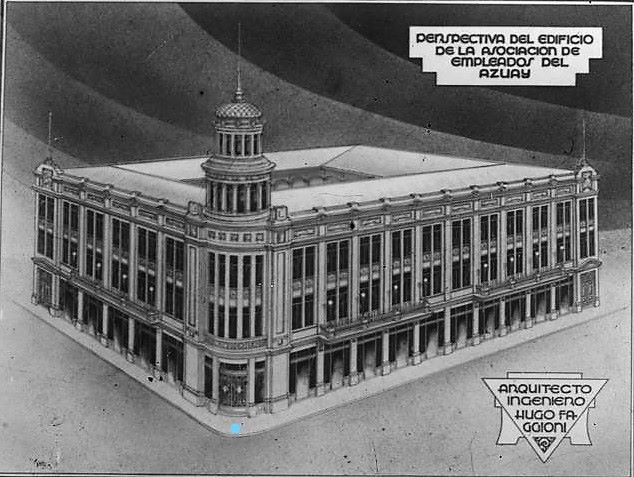 PERSPECTIVA DEL EDIFICIO
DE LA ASOCIACION DE
EMPLEADOS DEL
AZUAY
ARQUITECTO
INGENIERO
HUGO FA-
GGIONI